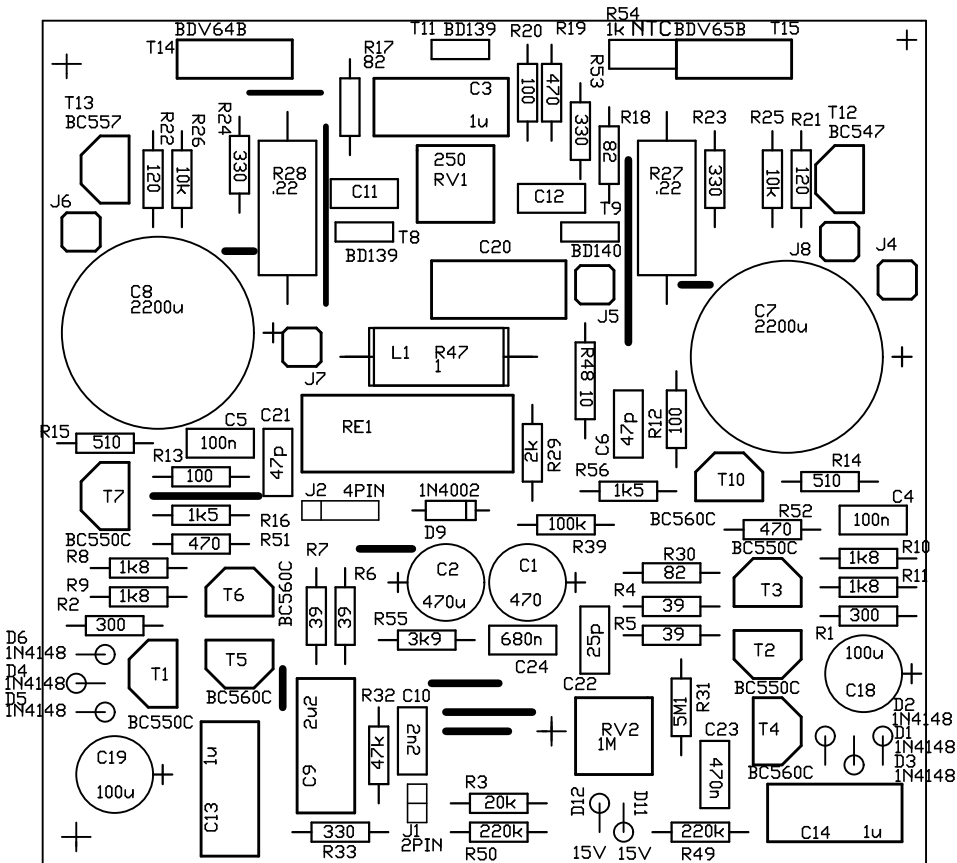 BDV64B
T14
T11 BD139
R20
R19
R54
1k NTC
BDV65B
T15
R17
82
R53
C3
1u
100
470
330
82
R18
T13
BC557
R22
R26
R24
330
120
10k
R28
.22
250
RV1
C11
C12
R27
.22
R23
330
R25
R21
10k
120
T12
BC547
J6
T8
BD139
T9
BD140
C20
J8
J4
C8
2200u
J5
C7
2200u
J7
L1
R47
1
R48 10
R15
510
C5
100n
C21
47p
RE1
2k
R29
C6
47p
R12
100
R13
100
R56
1k5
T10
R14
510
T7
BC550C
J2
4PIN
1N4002
D9
1k5
R16
470
R51
100k
R39
BC560C
R52
470
C4
100n
R8
1k8
R9
1k8
R2
300
T6
BC560C
R7
39
R6
39
C2
470u
C1
470
R30
82
R4
39
R5
39
BC550C
T3
1k8
R10
1k8
R11
300
R1
R55
3k9
680n
C24
25p
C22
D6
1N4148
D4
1N4148
D5
1N4148
T1
BC550C
T5
BC560C
T2
BC550C
100u
C18
2u2
C9
R32
47k
C10
2n2
5M1
R31
RV2
1M
T4
BC560C
C23
470n
D2
1N4148
D1
1N4148
D3
1N4148
C19
100u
1u
C13
R3
20k
J1
2PIN
330
R33
220k
R50
D12
15V
D11
15V
220k
R49
C14
1u